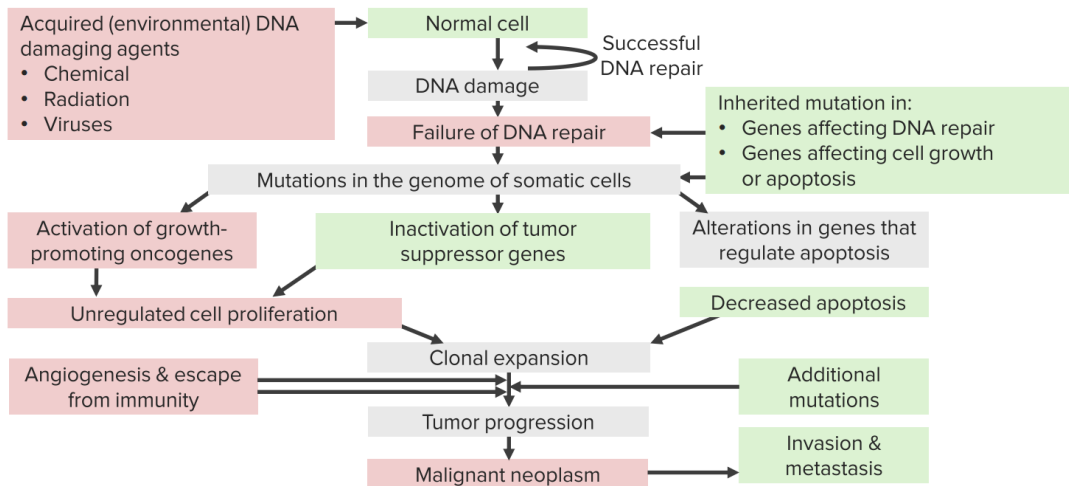 Acquired (environmental) DNA
damaging agents
• Chemical
• Radiation
• Viruses
Normal cell
Successful
DNA repair
DNA damage
Failure of DNA repair
Inherited mutation in:
• Genes affecting DNA repair
• Genes affecting cell growth
or apoptosis
Mutations in the genome of somatic cells
Activation of growth-
promoting oncogenes
Inactivation of tumor
suppressor genes
Alterations in genes that
regulate apoptosis
Unregulated cell proliferation
Decreased apoptosis
Clonal expansion
Angiogenesis & escape
from immunity
Additional
mutations
Tumor progression
Malignant neoplasm
Invasion &
metastasis